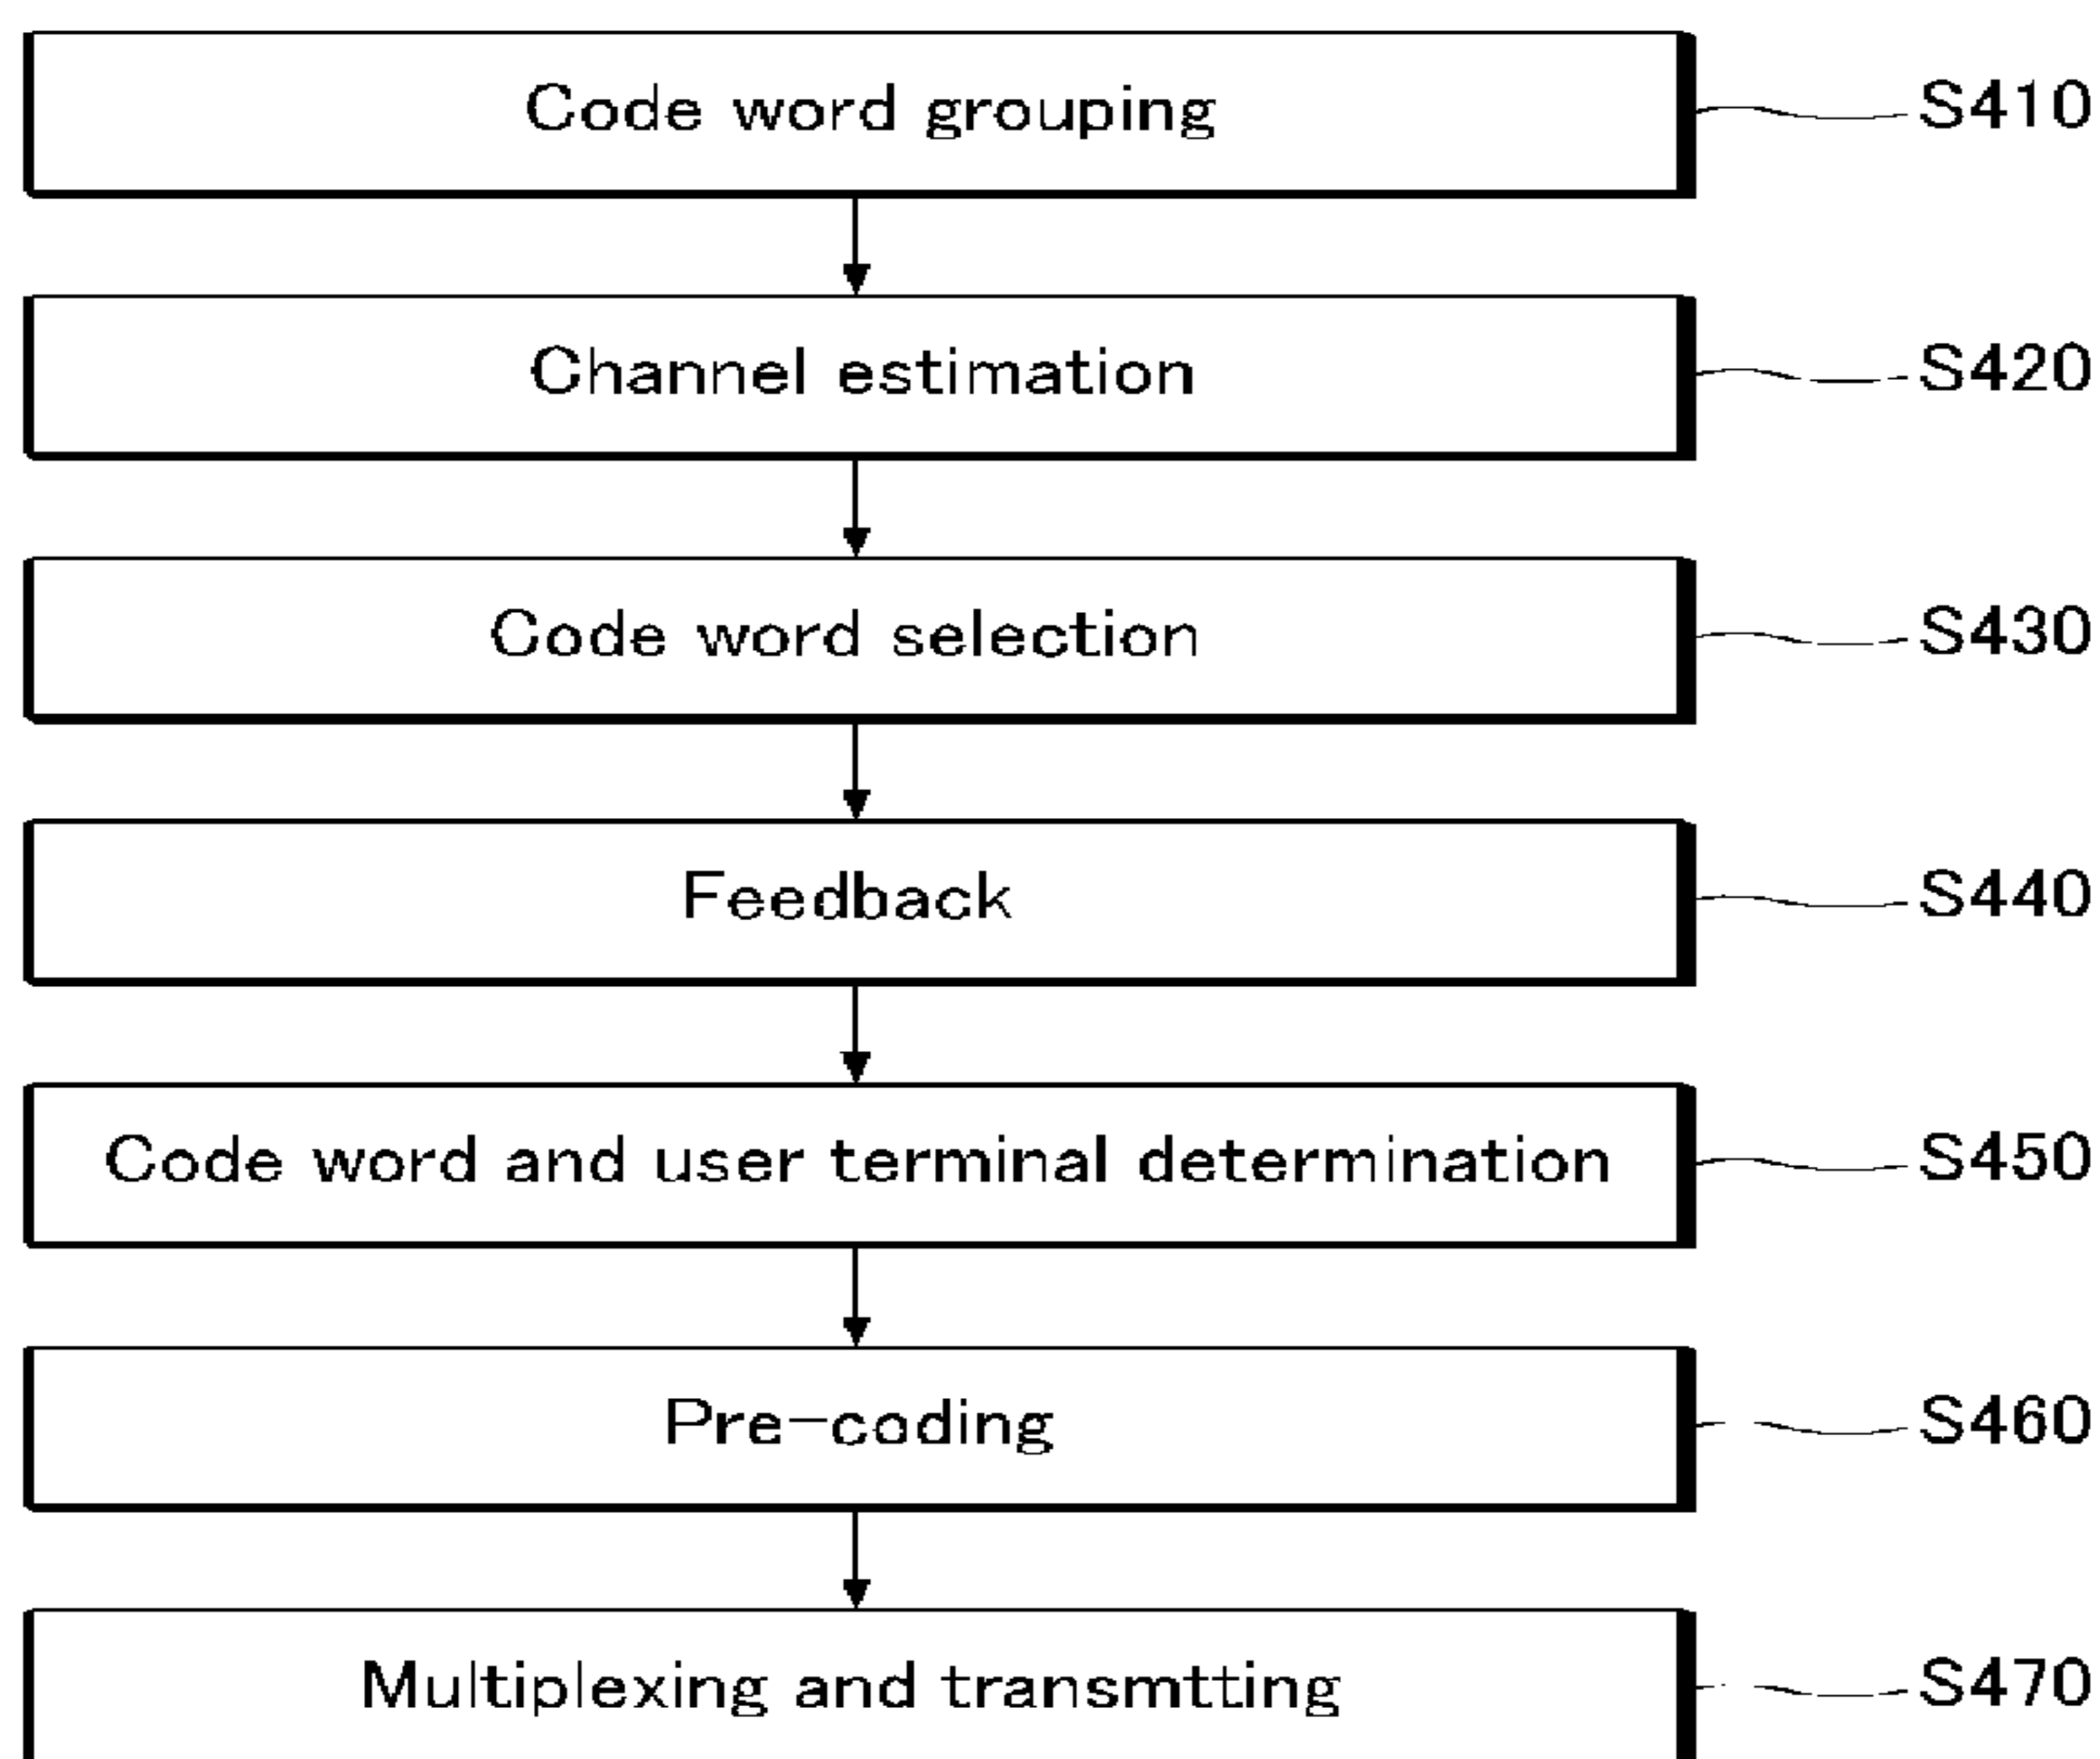 Code word grouping S410
Channel estimation S420
Code word selection S430
Feedback S440
Code word and user terminal determination S450
Pre-coding S460
Multiplexing and transmtting S470